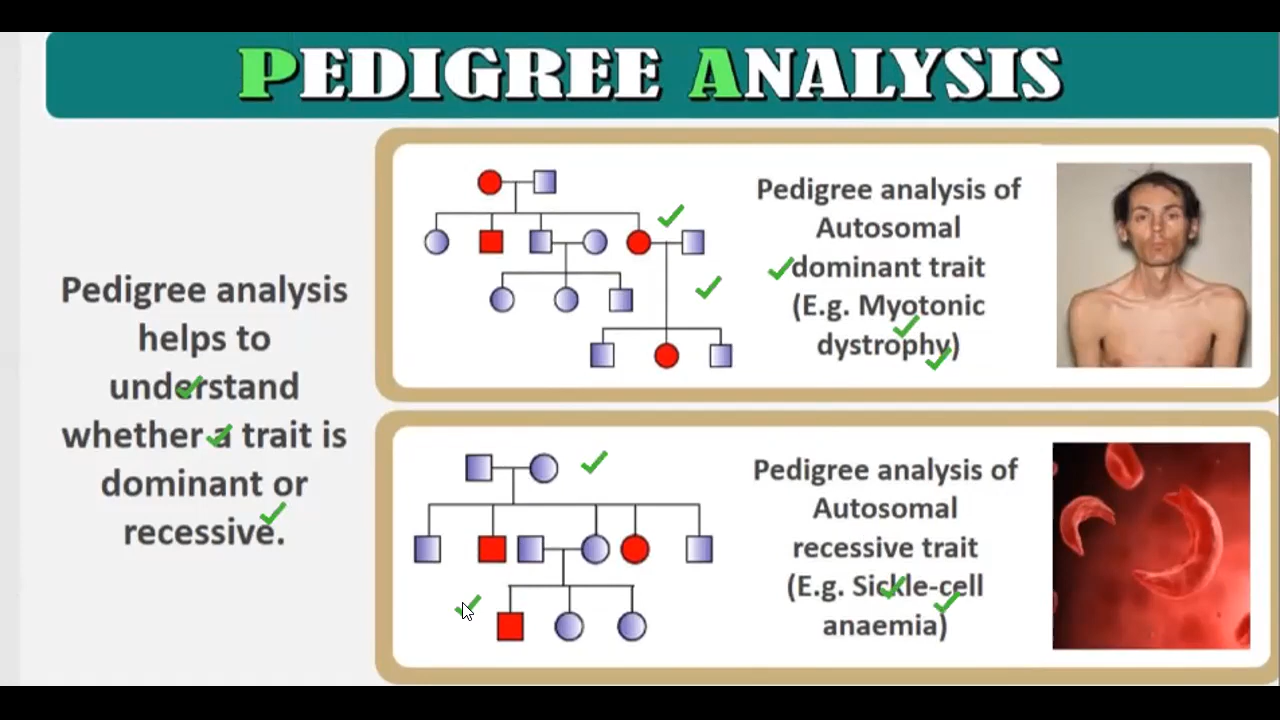 PEDIGREE ANALYSIS
Pedigree analysis
helps to
understand
whether a trait is
dominant or
recessive.
Pedigree analysis of
Autosomal
dominant trait
(E.g. Myotonic
dystrophy)
Pedigree analysis of
Autosomal
recessive trait
(E.g. Sickle-cell
anaemia)